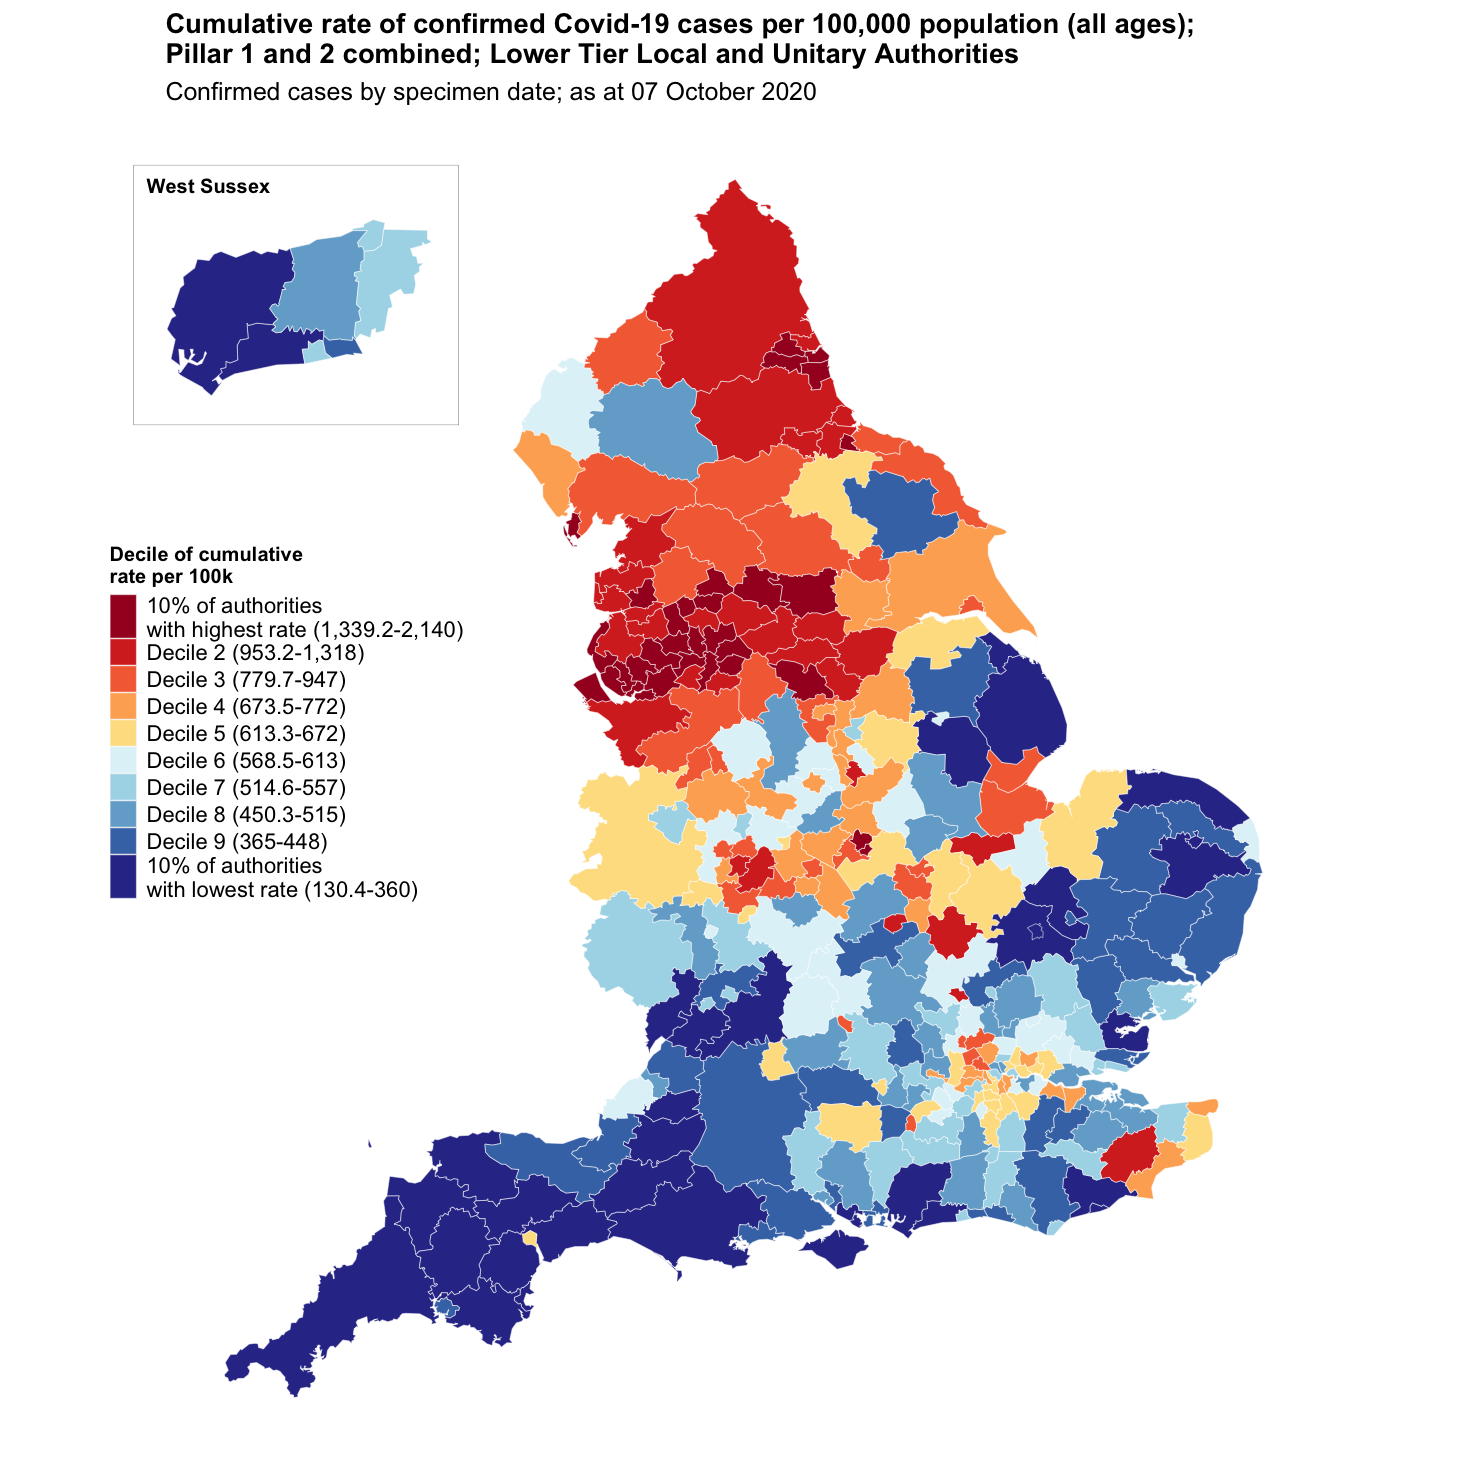 Cumulative rate of confirmed Covid-19 cases per 100,000 population (all ages);
Pillar 1 and 2 combined; Lower Tier Local and Unitary Authorities
Confirmed cases by specimen date; as at 07 October 2020
West Sussex
Decile of cumulative
rate per 100k
10% of authorities
with highest rate (1,339.2-2,140)
Decile 2 (953.2-1,318)
Decile 3 (779.7-947)
Decile 4 (673.5-772)
Decile 5 (613.3-672)
Decile 6 (568.5-613)
Decile 7 (514.6-557)
Decile 8 (450.3-515)
Decile 9 (365-448)
10% of authorities
with lowest rate (130.4-360)